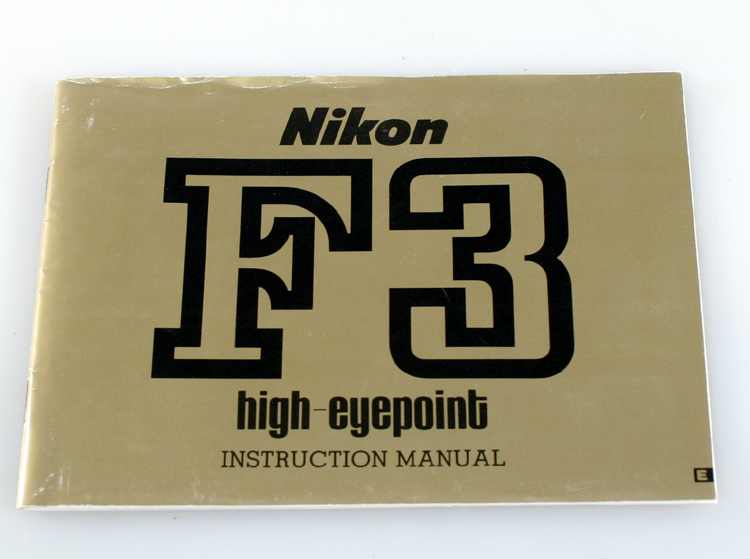 Nikon
F3
high-eyepoint
INSTRUCTION MANUAL
E